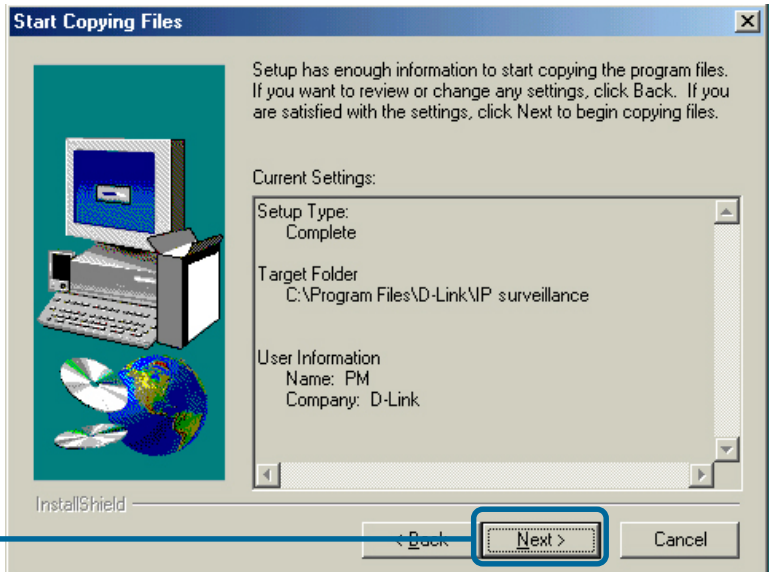 Start Copying Files
Setup has enough information to start copying the program files.
If you want to review or change any settings, click Back. If you
are satisfied with the settings, click Next to begin copying files.
Current Settings:
Setup Type:
Complete
Target Folder
C:\Program Files\D-Link\IP surveillance
User Information
Name: PM
Company: D-Link
InstallShield
< Back
Next >
Cancel